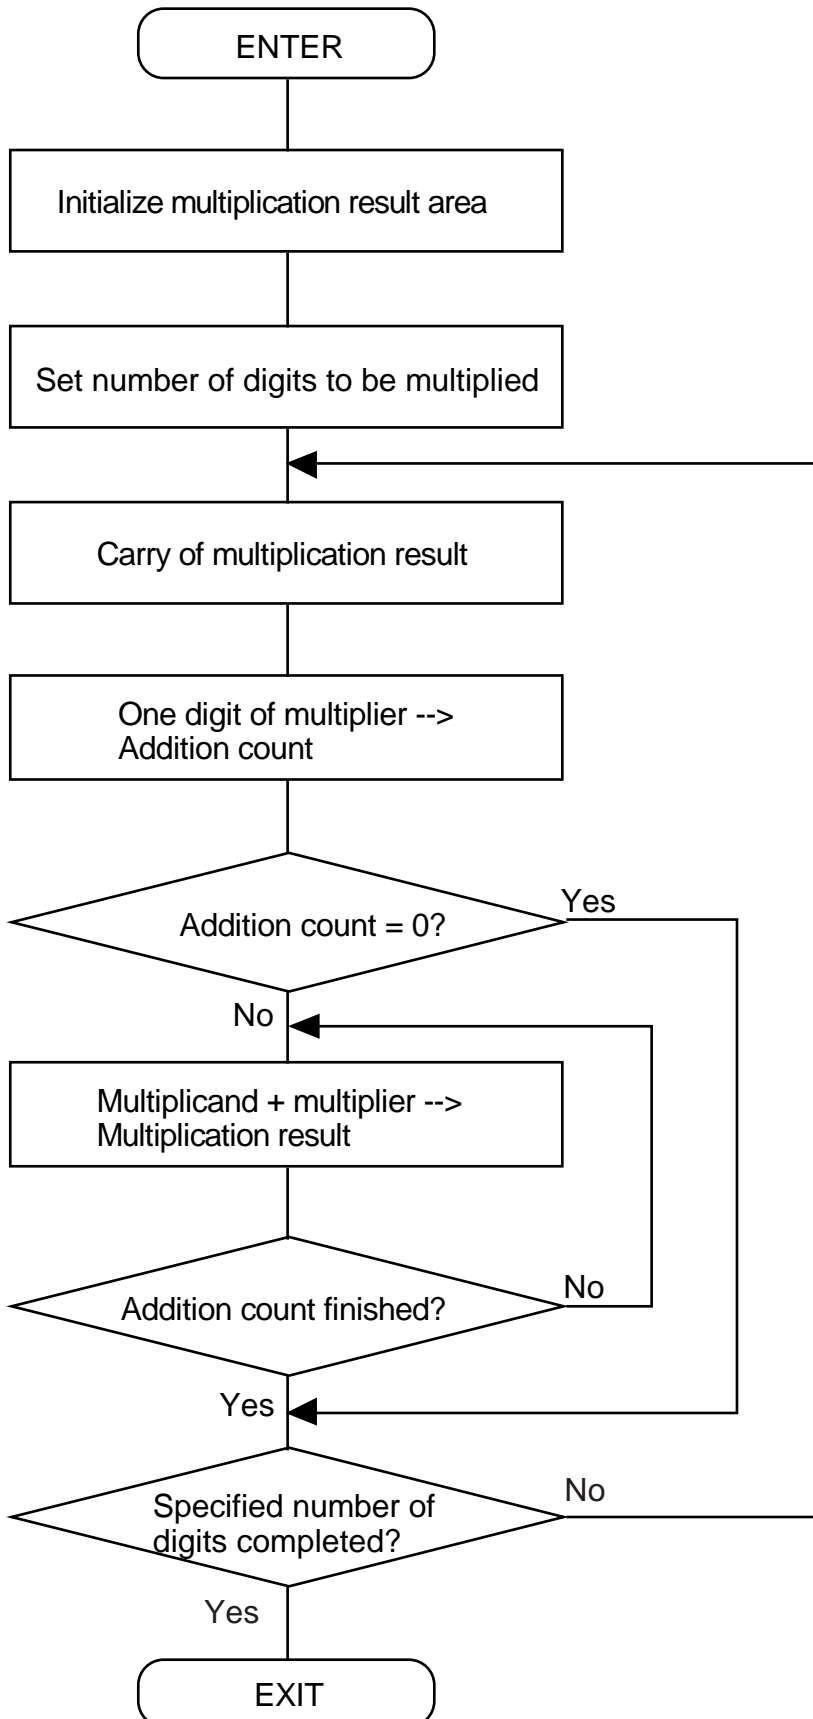 ENTER
Initialize multiplication result area
Set number of digits to be multiplied
Carry of multiplication result
One digit of multiplier -->
Addition count
Addition count = 0?
Yes
No
Multiplicand + multiplier -->
Multiplication result
Addition count finished?
No
Yes
Specified number of
digits completed?
No
Yes
EXIT